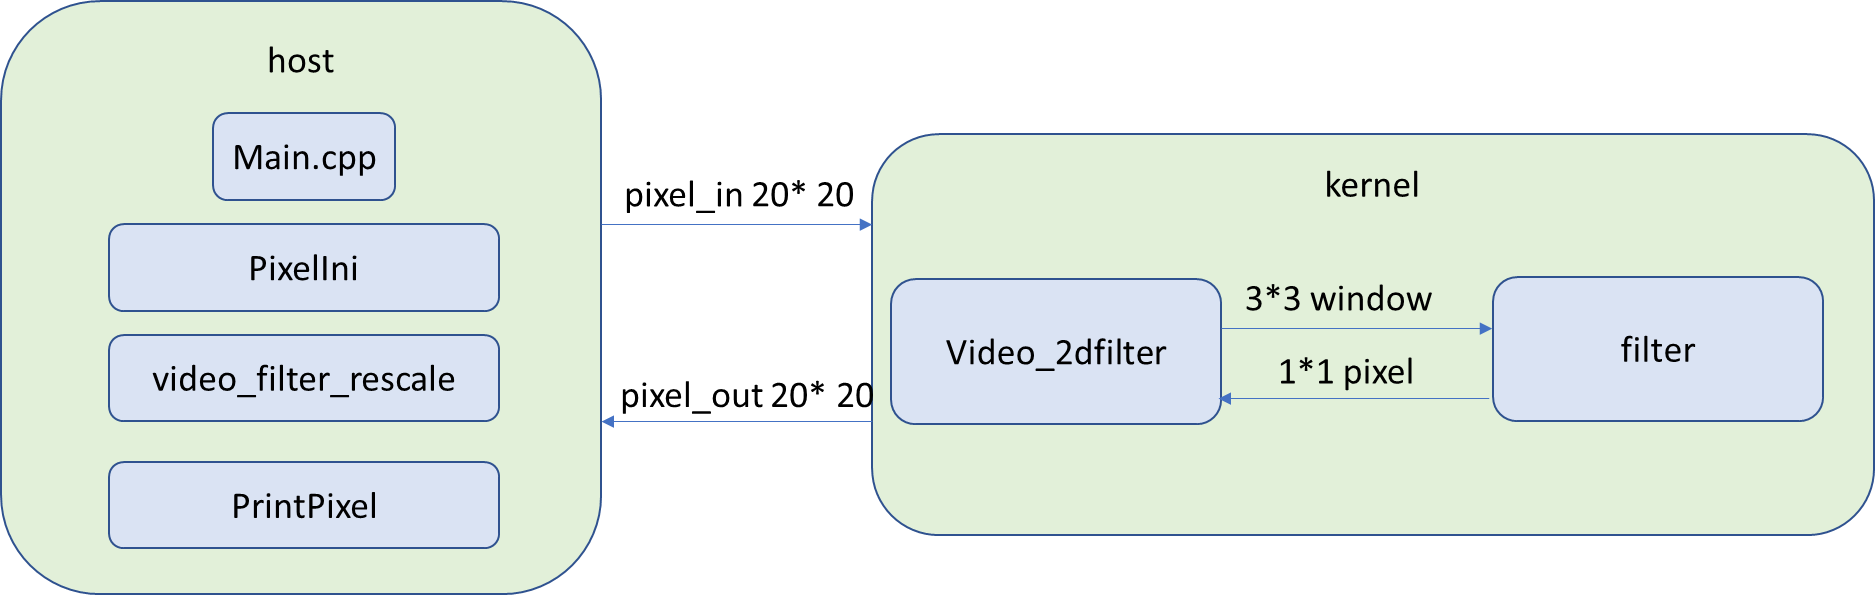 host
Main.cpp
PixelIni
video_filter_rescale
PrintPixel
pixel_in 20* 20
pixel_out 20* 20
kernel
Video_2dfilter
3*3 window
1*1 pixel
filter